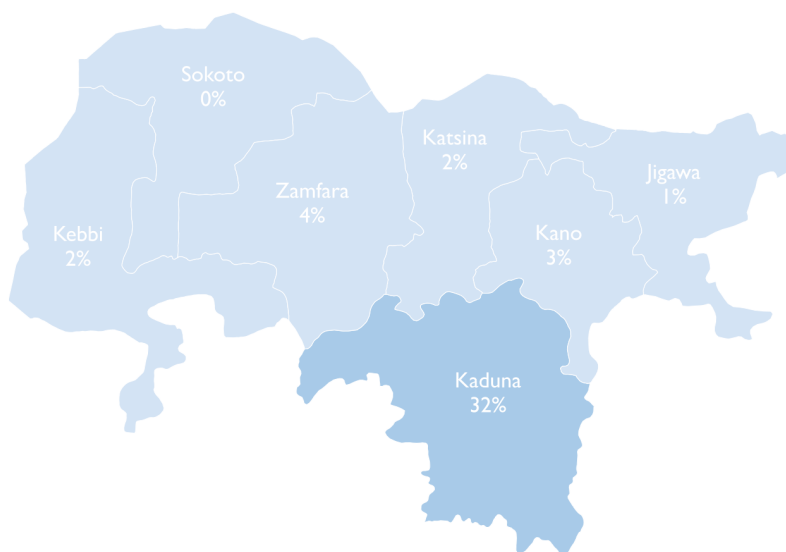 Sokoto
0%
Katsina
2%
Jigawa
1%
Zamfara
4%
Kebbi
2%
Kano
3%
Kaduna
32%